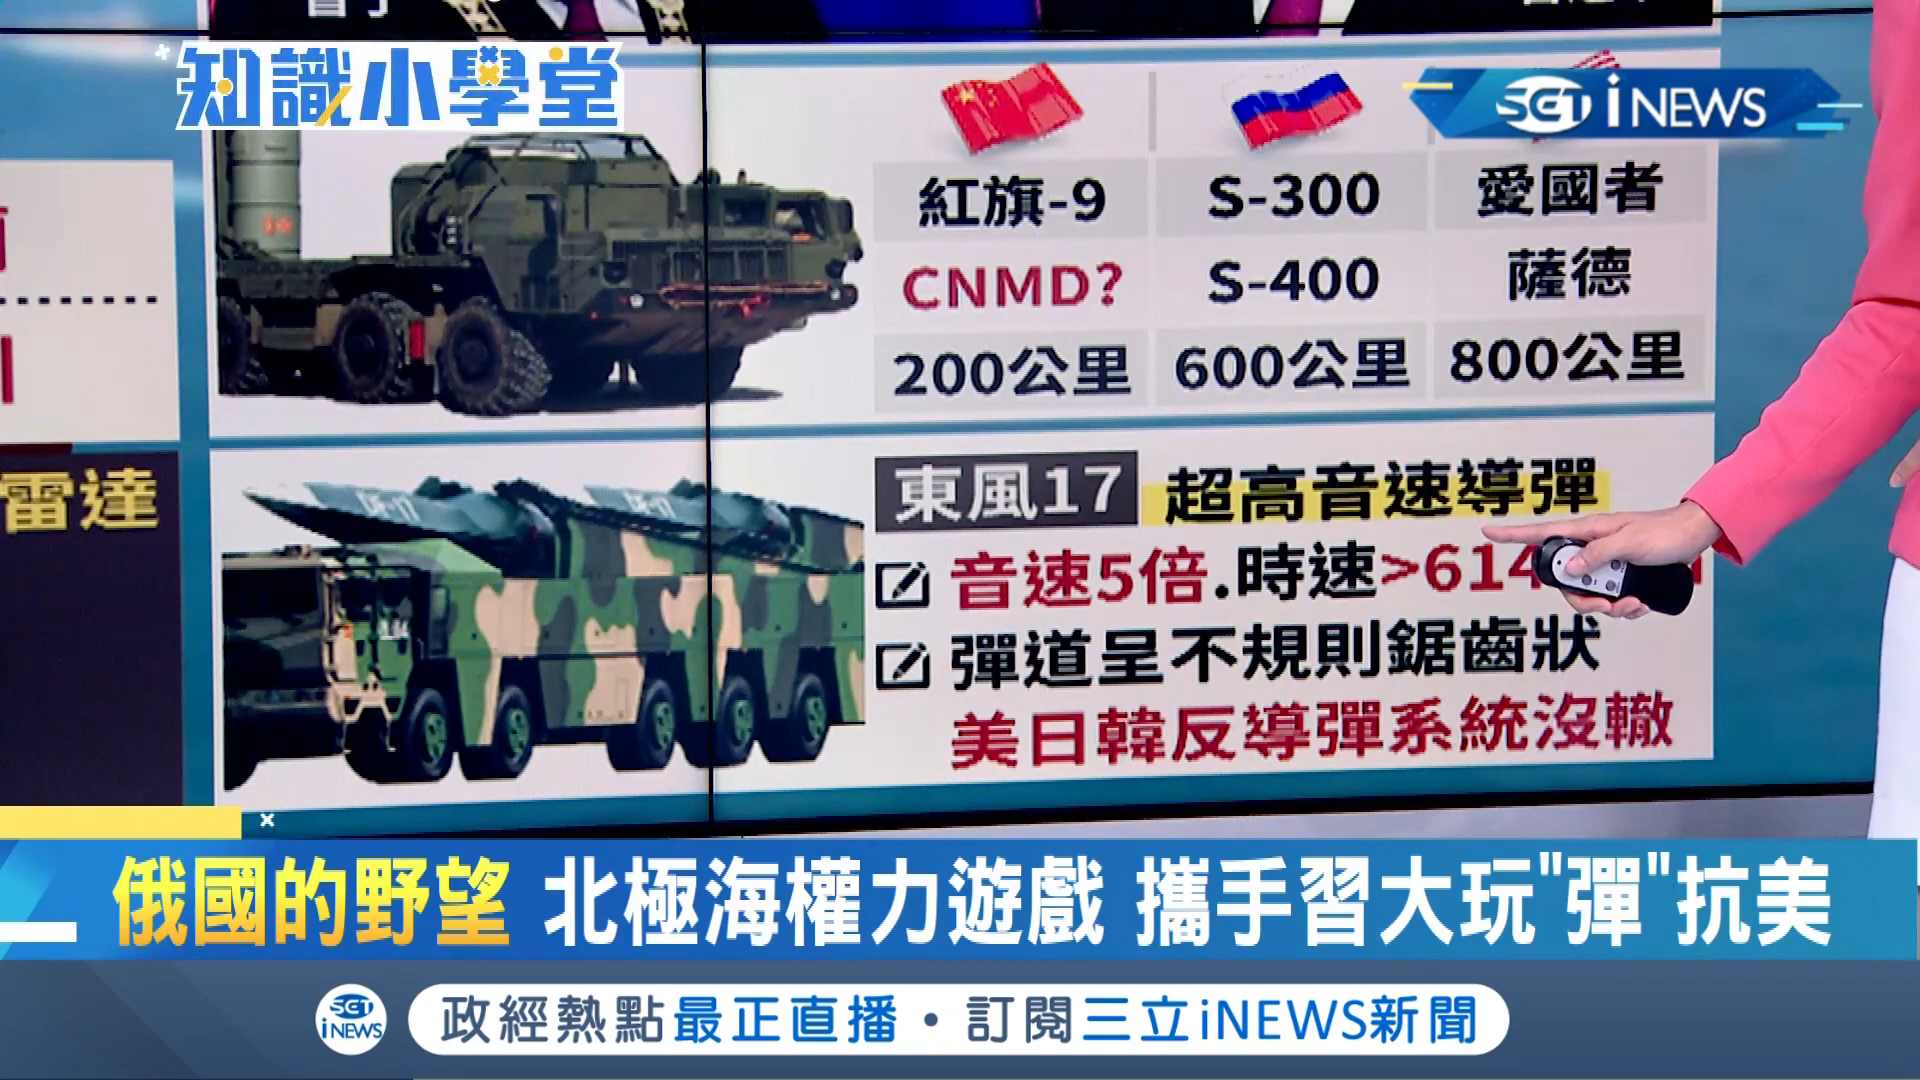 知識小學堂
SET iNEWS
紅旗-9
S-300
愛國者
CNMD?
S-400
薩德
200公里
600公里
800公里
雷達
東風17
超高音速導彈
DF-17
DF-17
音速5倍.時速>614
彈道呈不規則鋸齒狀
美日韓反導彈系統沒轍
俄國的野望 北極海權力遊戲 攜手習大玩"彈"抗美
SET iNEWS
政經熱點最正直播・訂閱三立iNEWS新聞